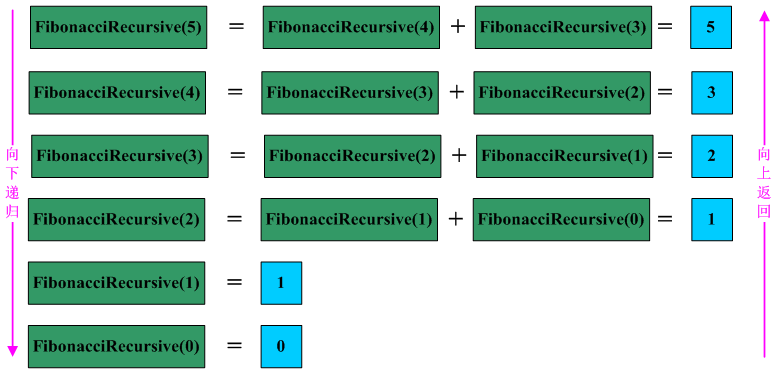 FibonacciRecursive(5) = FibonacciRecursive(4) + FibonacciRecursive(3) = 5
FibonacciRecursive(4) = FibonacciRecursive(3) + FibonacciRecursive(2) = 3
FibonacciRecursive(3) = FibonacciRecursive(2) + FibonacciRecursive(1) = 2
FibonacciRecursive(2) = FibonacciRecursive(1) + FibonacciRecursive(0) = 1
FibonacciRecursive(1) = 1
FibonacciRecursive(0) = 0
向下递归
向上返回